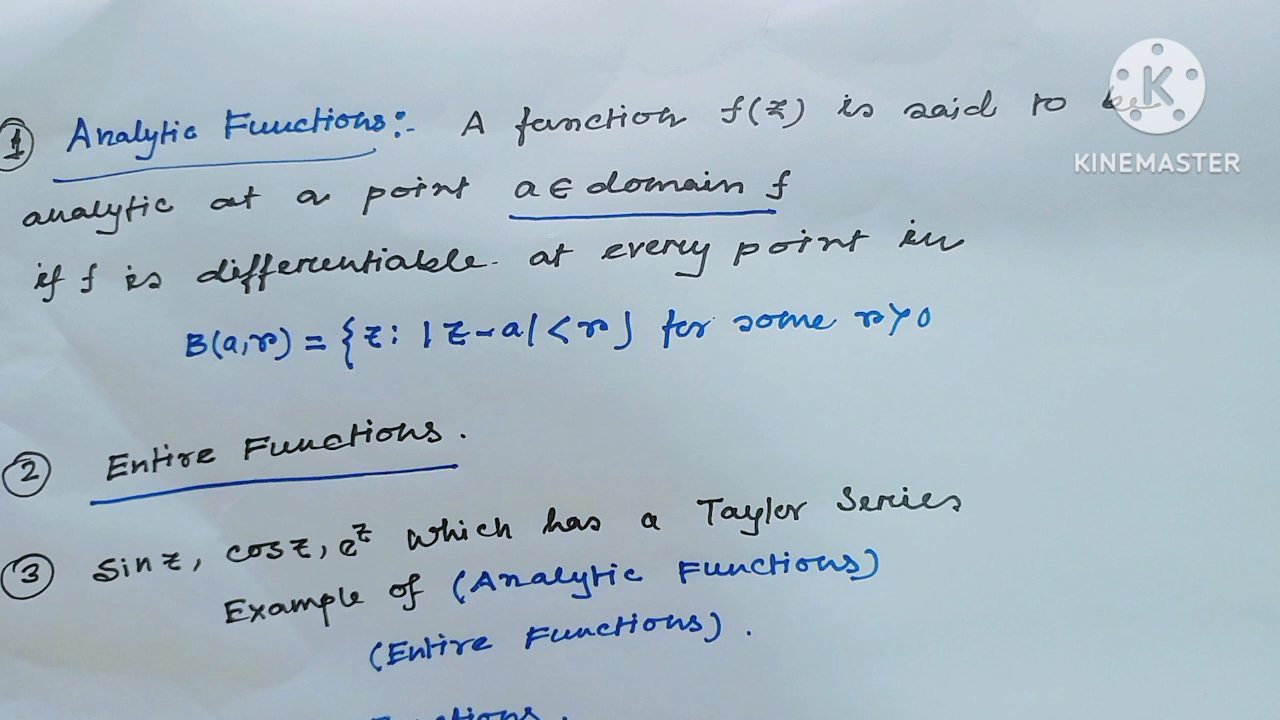 ① Analytic Functions:- A function f(z) is said to be
KINEMASTER
analytic at a point a ∈ domain f
if f is differentiable. at every point in
B(a,r) = {z: |z-a| < r} for some r>0
② Entire Functions.
③ Sin z, cos z, e^z which has a Taylor Series
Example of (Analytic Functions)
(Entire Functions).